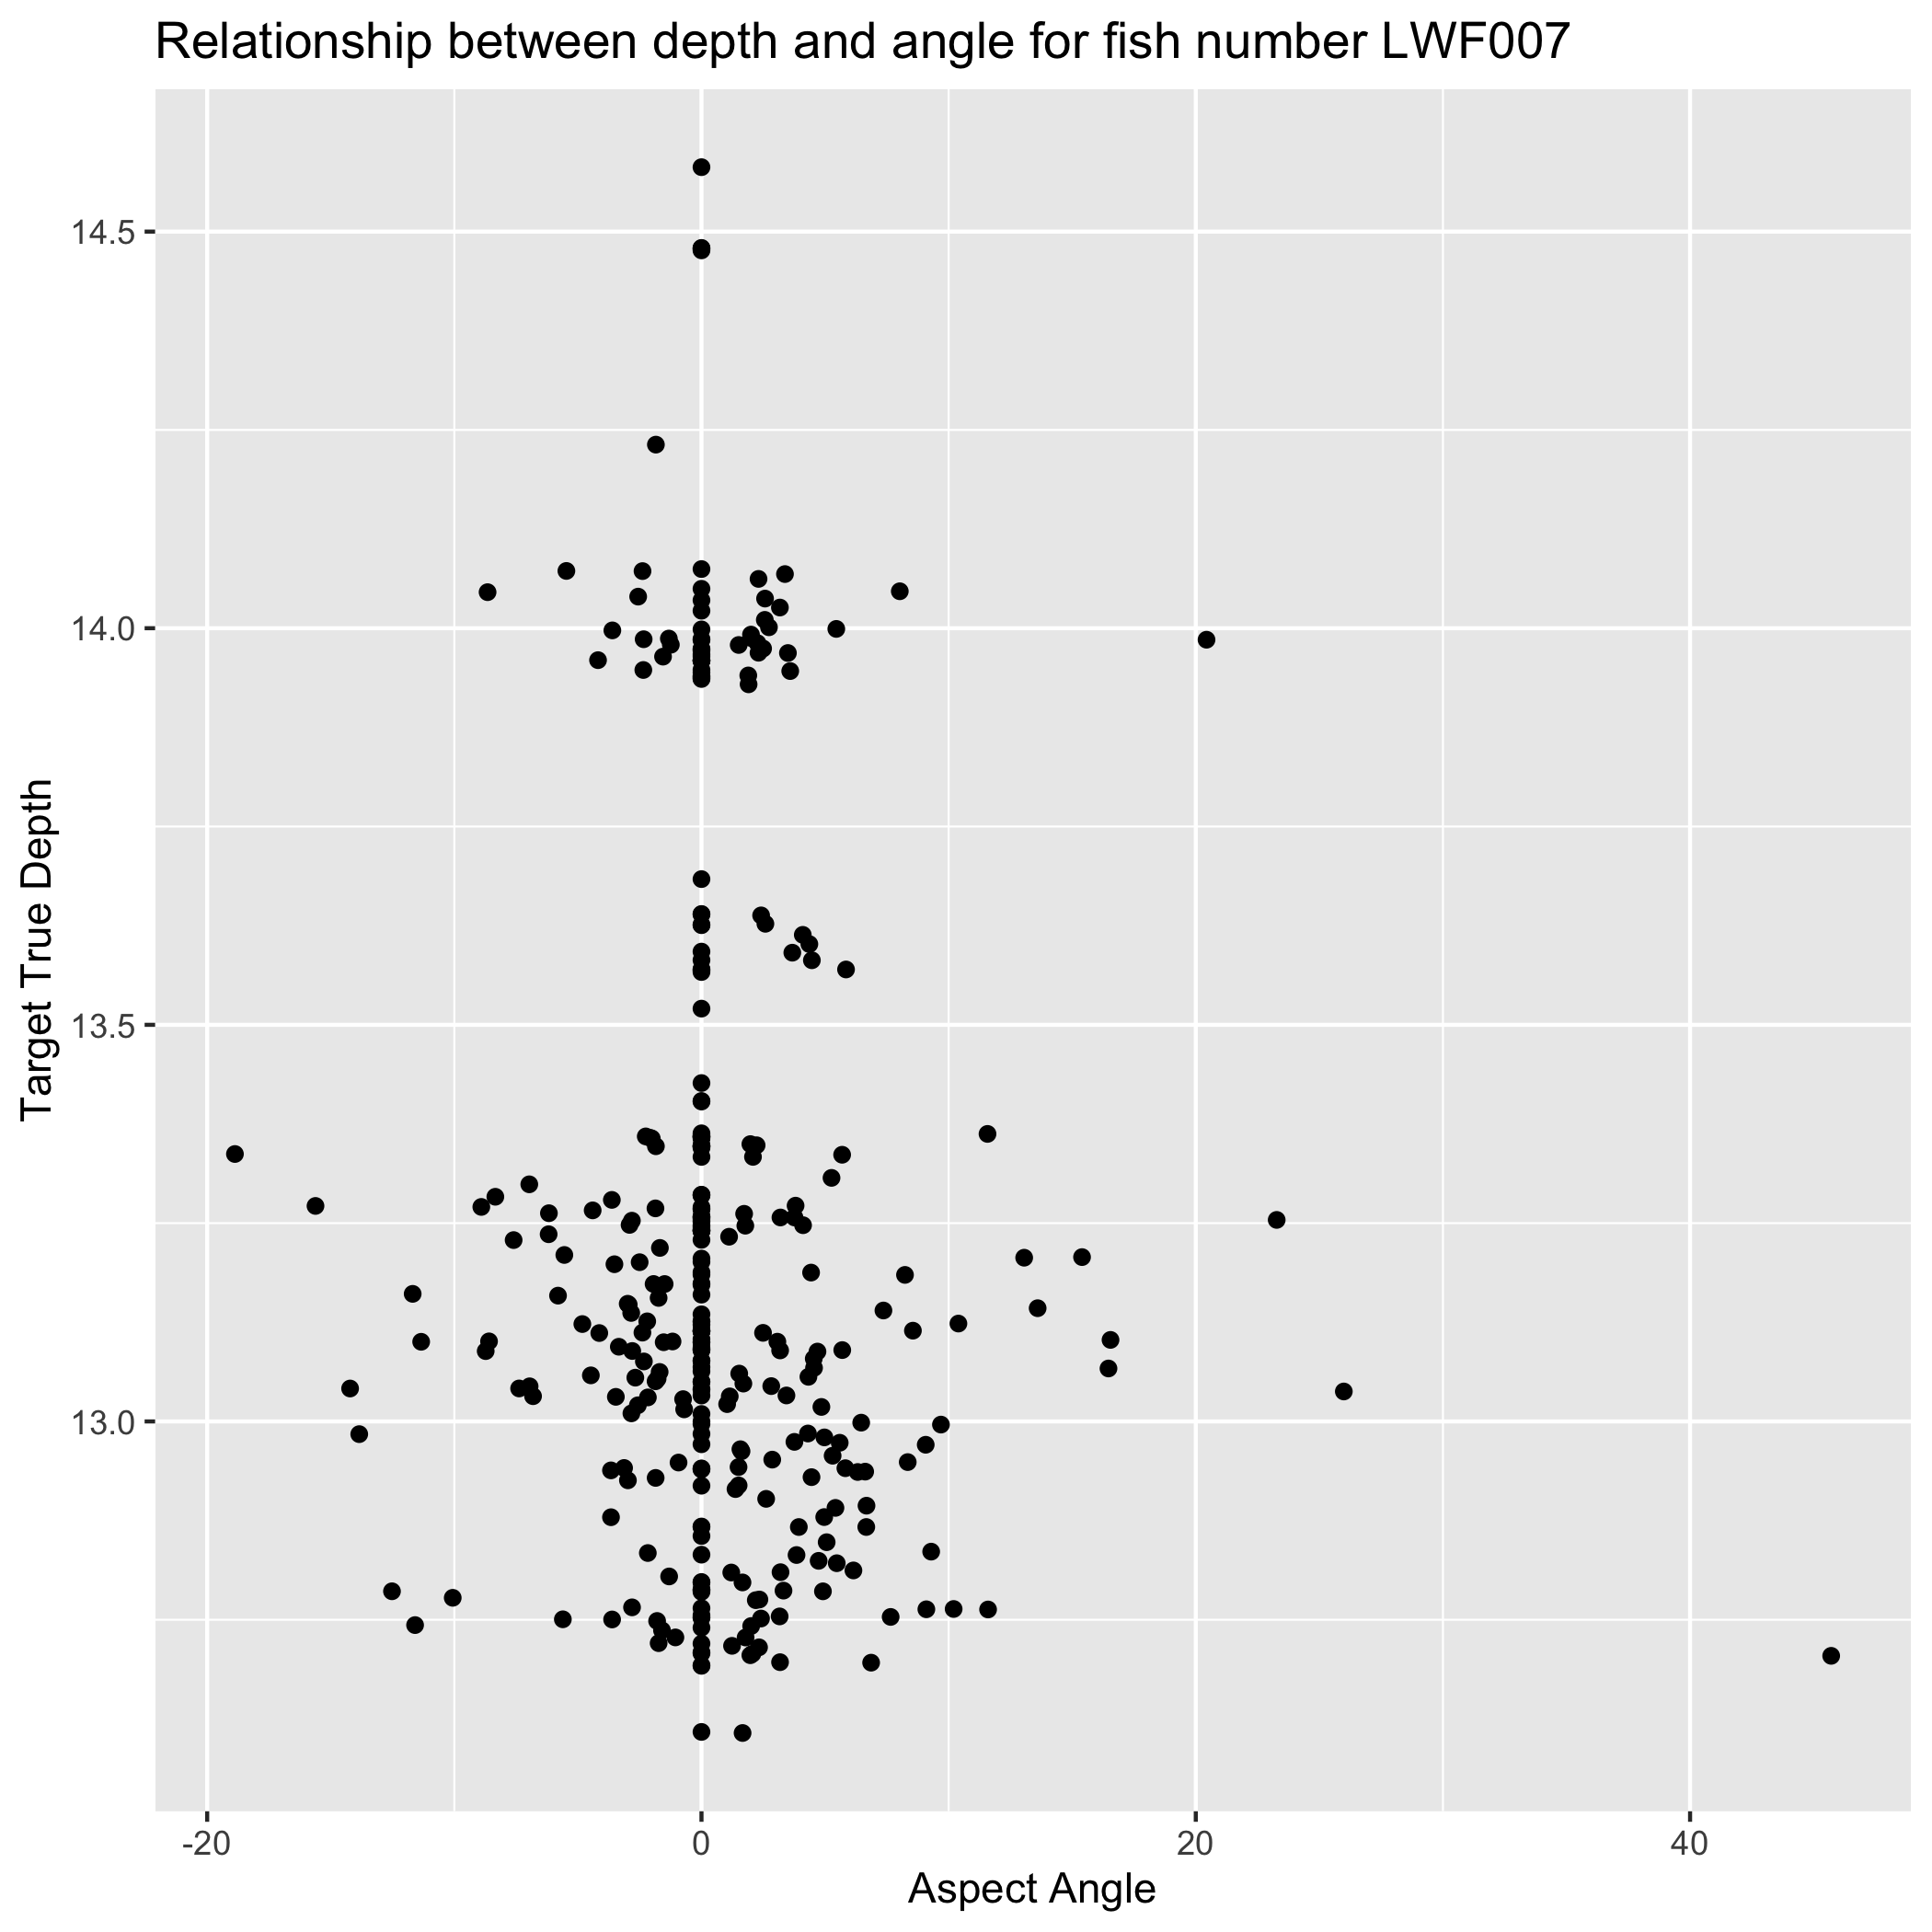 Relationship between depth and angle for fish number LWF007
14.5
14.0
13.5
13.0
Target True Depth
-20 0 20 40
Aspect Angle